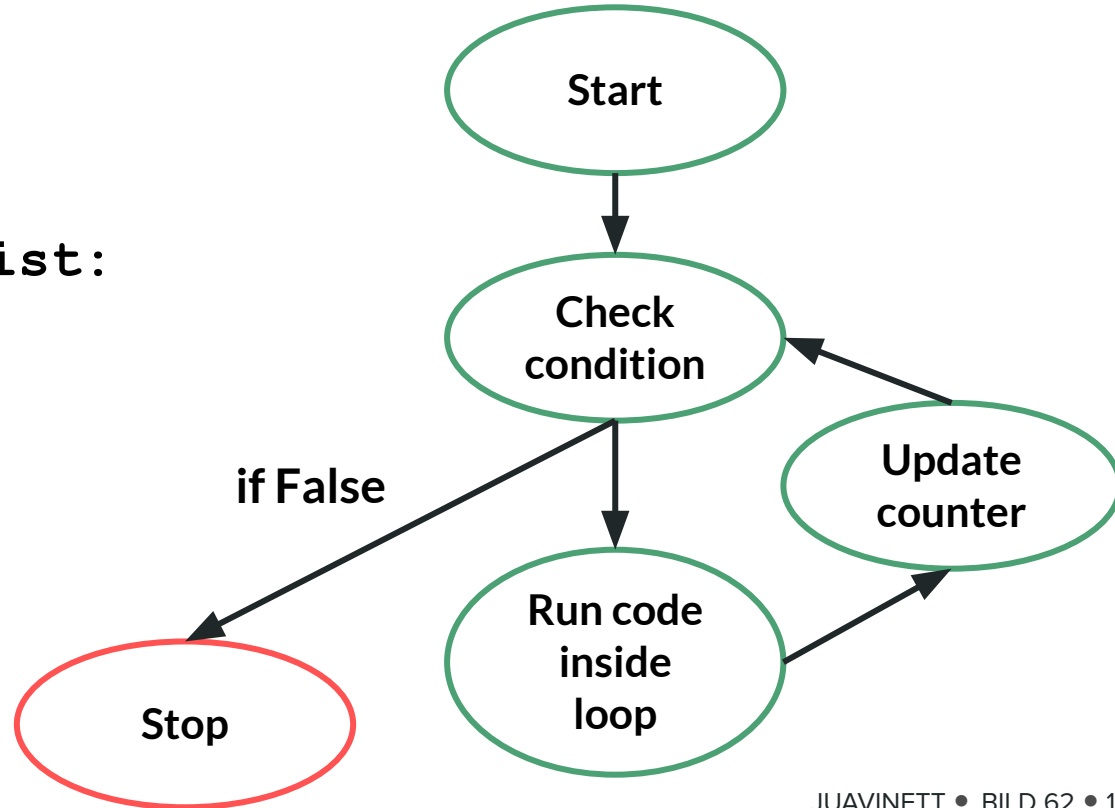 Start
ist:
Check
condition
Update
counter
if False
Run code
inside
loop
Stop
JUAVINETT • BILD 62 • 1